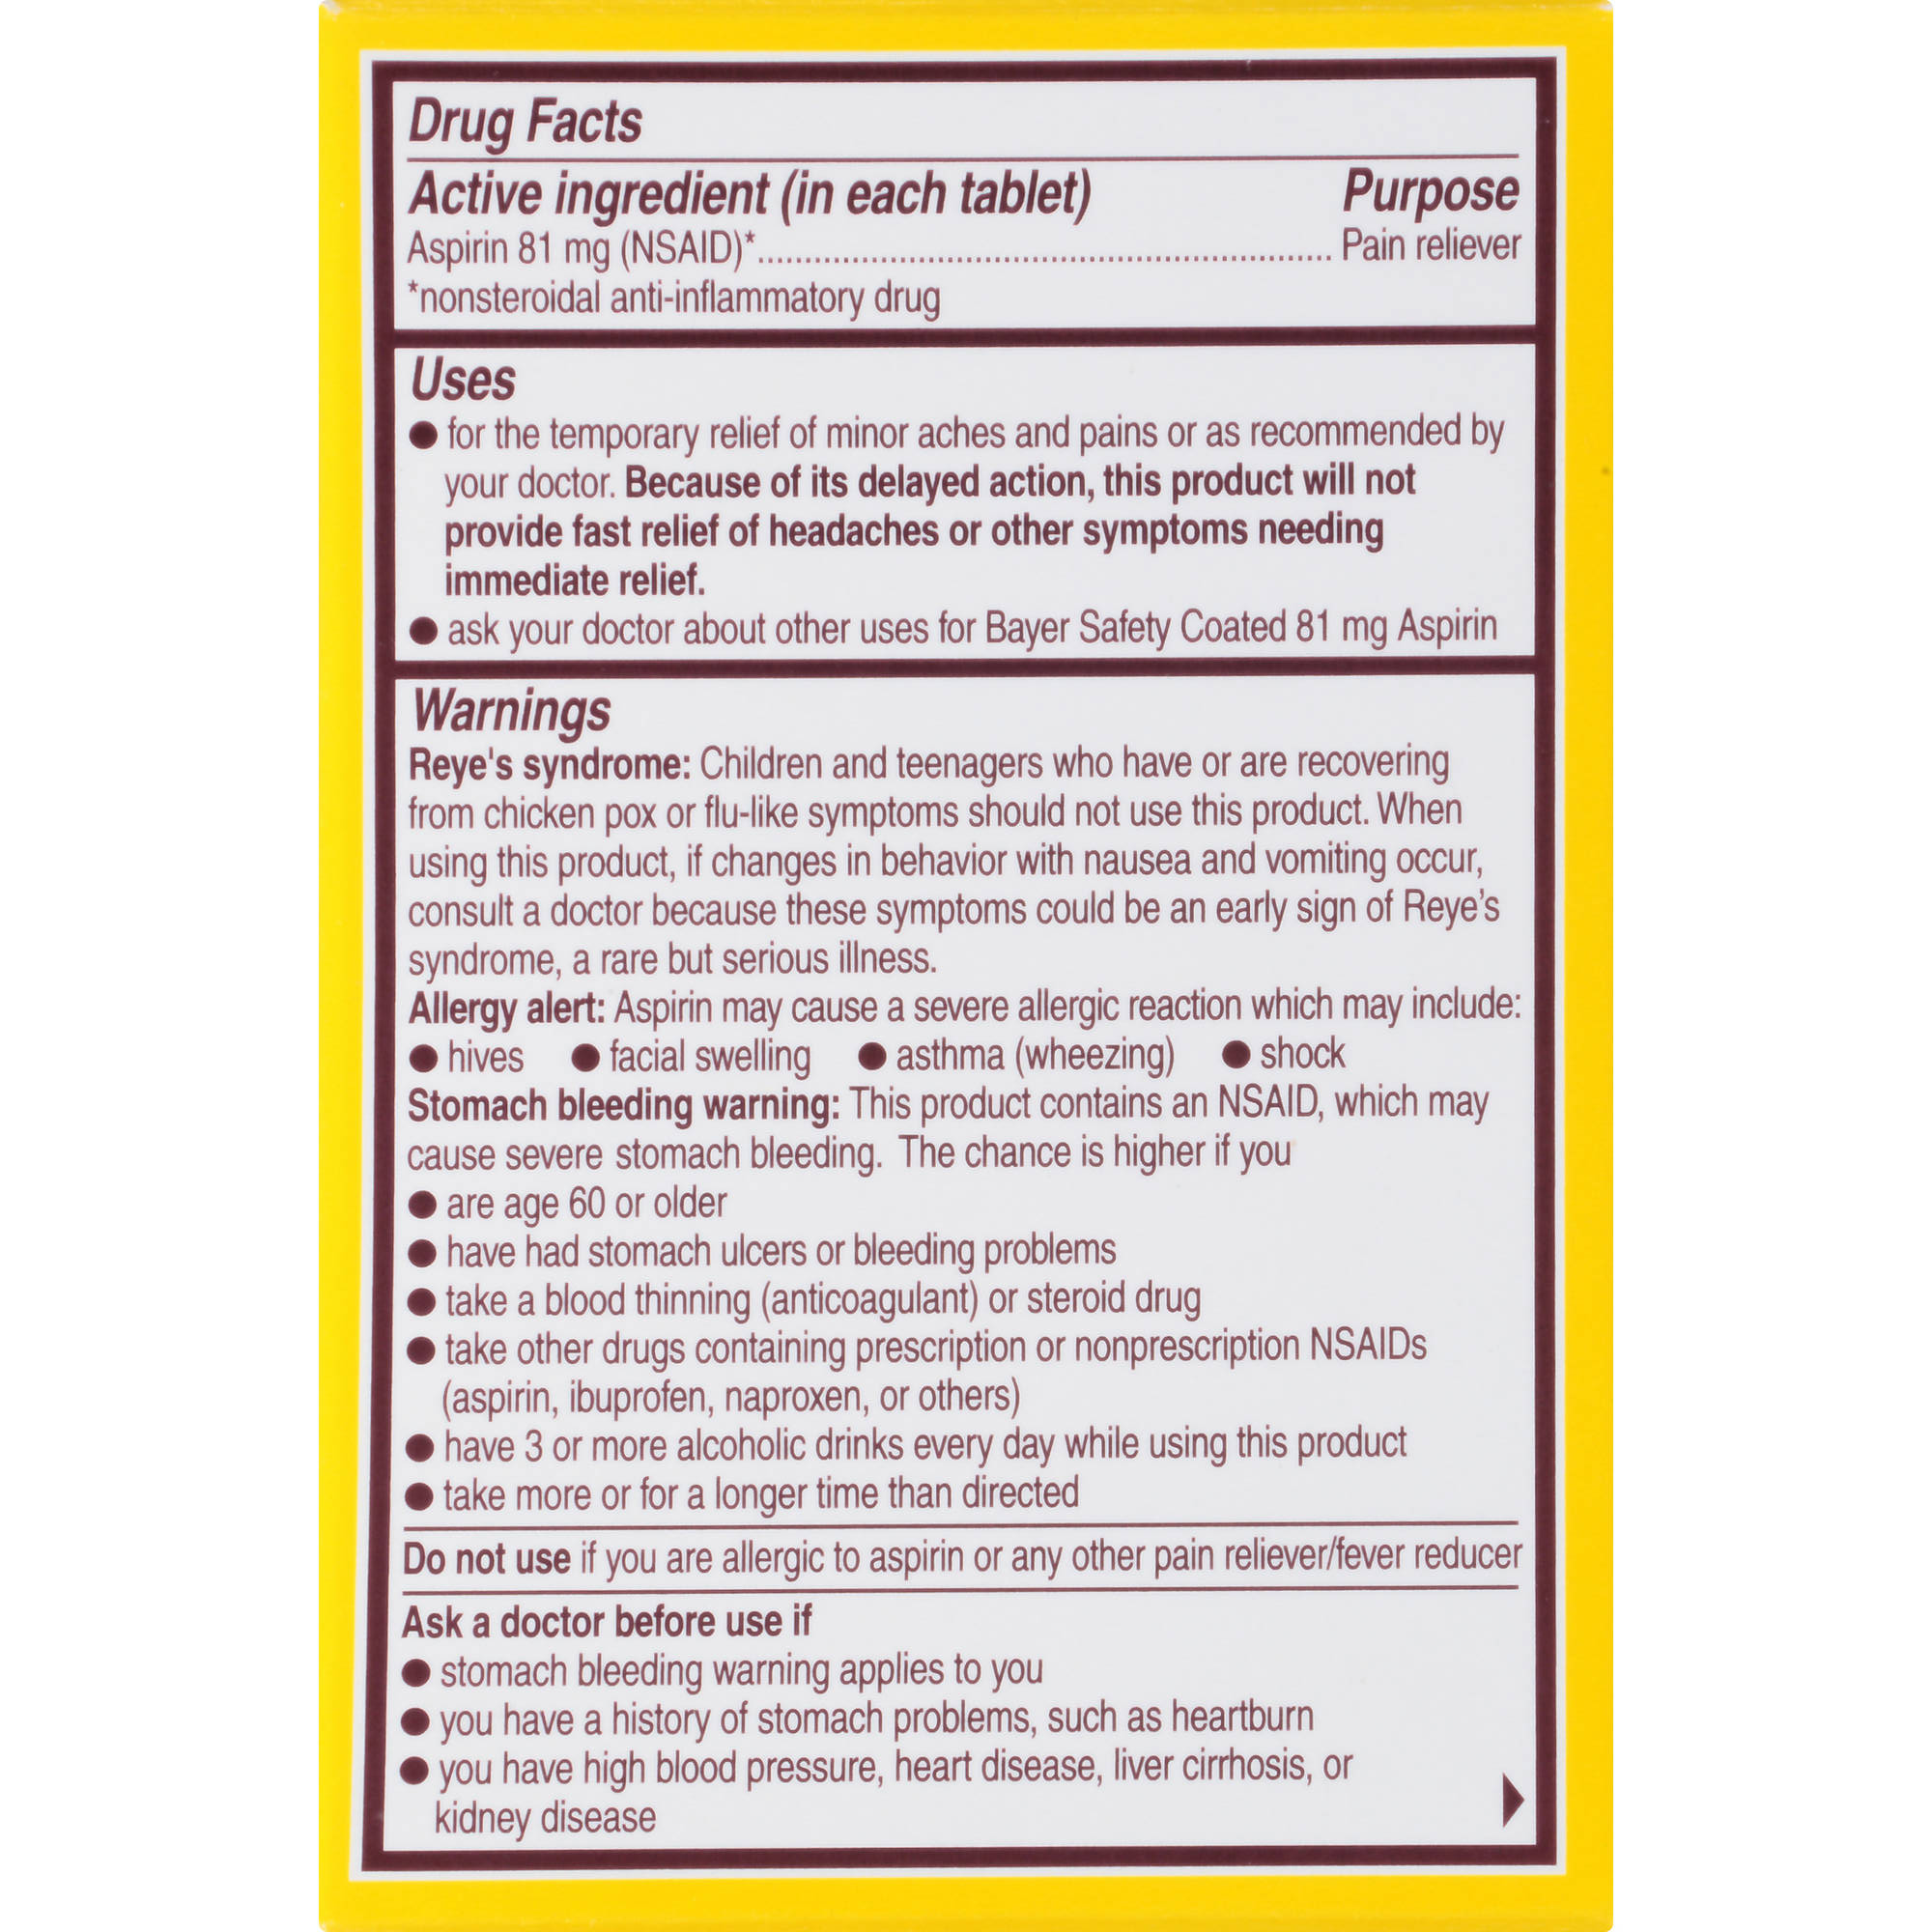 Drug Facts
Active ingredient (in each tablet) Purpose
Aspirin 81 mg (NSAID)*............................................................. Pain reliever
*nonsteroidal anti-inflammatory drug
Uses
● for the temporary relief of minor aches and pains or as recommended by
your doctor. Because of its delayed action, this product will not
provide fast relief of headaches or other symptoms needing
immediate relief.
● ask your doctor about other uses for Bayer Safety Coated 81 mg Aspirin
Warnings
Reye's syndrome: Children and teenagers who have or are recovering
from chicken pox or flu-like symptoms should not use this product. When
using this product, if changes in behavior with nausea and vomiting occur,
consult a doctor because these symptoms could be an early sign of Reye’s
syndrome, a rare but serious illness.
Allergy alert: Aspirin may cause a severe allergic reaction which may include:
● hives ● facial swelling ● asthma (wheezing) ● shock
Stomach bleeding warning: This product contains an NSAID, which may
cause severe stomach bleeding. The chance is higher if you
● are age 60 or older
● have had stomach ulcers or bleeding problems
● take a blood thinning (anticoagulant) or steroid drug
● take other drugs containing prescription or nonprescription NSAIDs
(aspirin, ibuprofen, naproxen, or others)
● have 3 or more alcoholic drinks every day while using this product
● take more or for a longer time than directed
Do not use if you are allergic to aspirin or any other pain reliever/fever reducer
Ask a doctor before use if
● stomach bleeding warning applies to you
● you have a history of stomach problems, such as heartburn
● you have high blood pressure, heart disease, liver cirrhosis, or
kidney disease